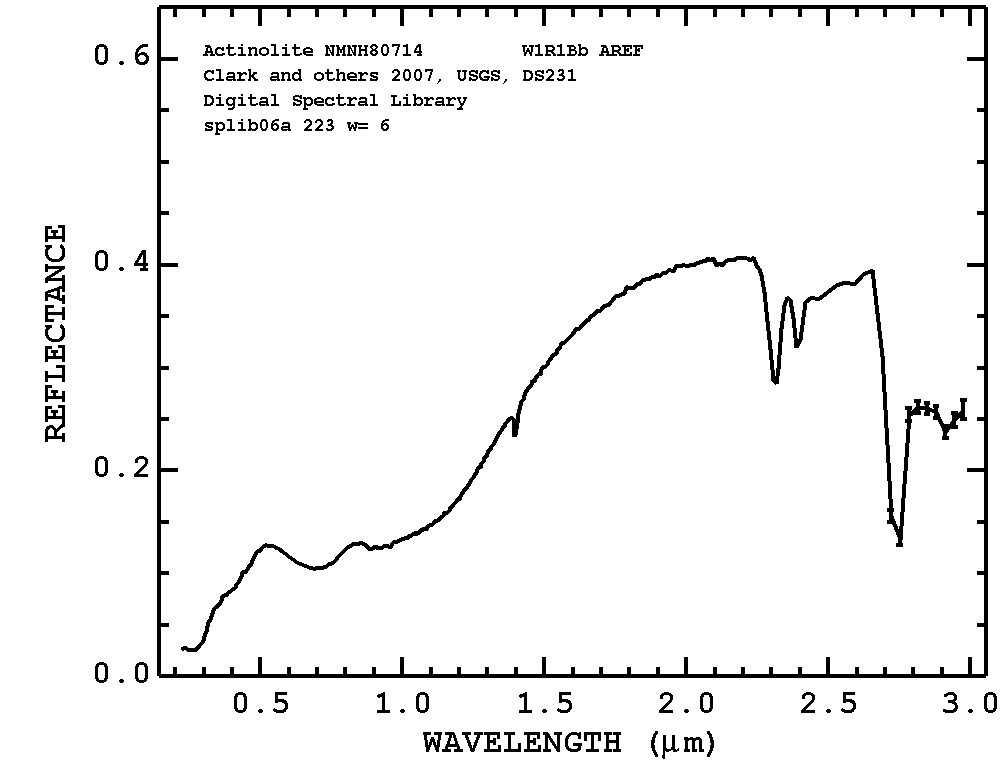 0.6
Actinolite NMNH80714 W1R1Bb AREF
Clark and others 2007, USGS, DS231
Digital Spectral Library
splib06a 223 w= 6
0.4
REFLECTANCE
0.2
0.0
0.5 1.0 1.5 2.0 2.5 3.0
WAVELENGTH (μm)